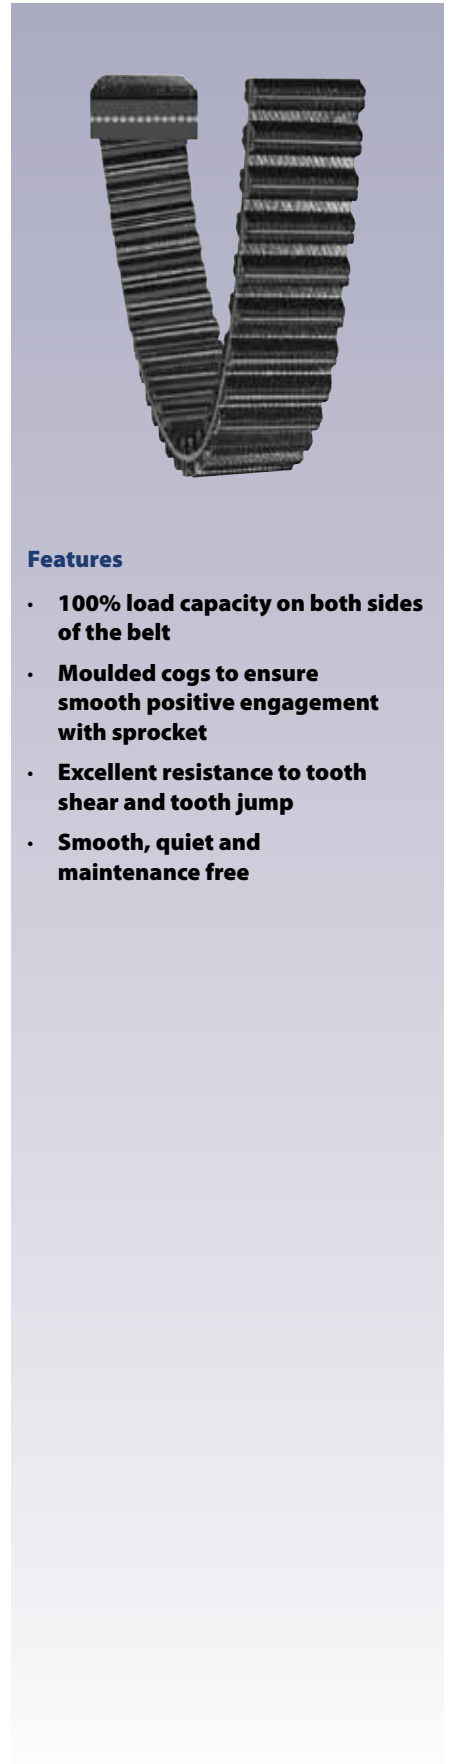 Features
• 100% load capacity on both sides
of the belt
• Moulded cogs to ensure
smooth positive engagement
with sprocket
• Excellent resistance to tooth
shear and tooth jump
• Smooth, quiet and
maintenance free